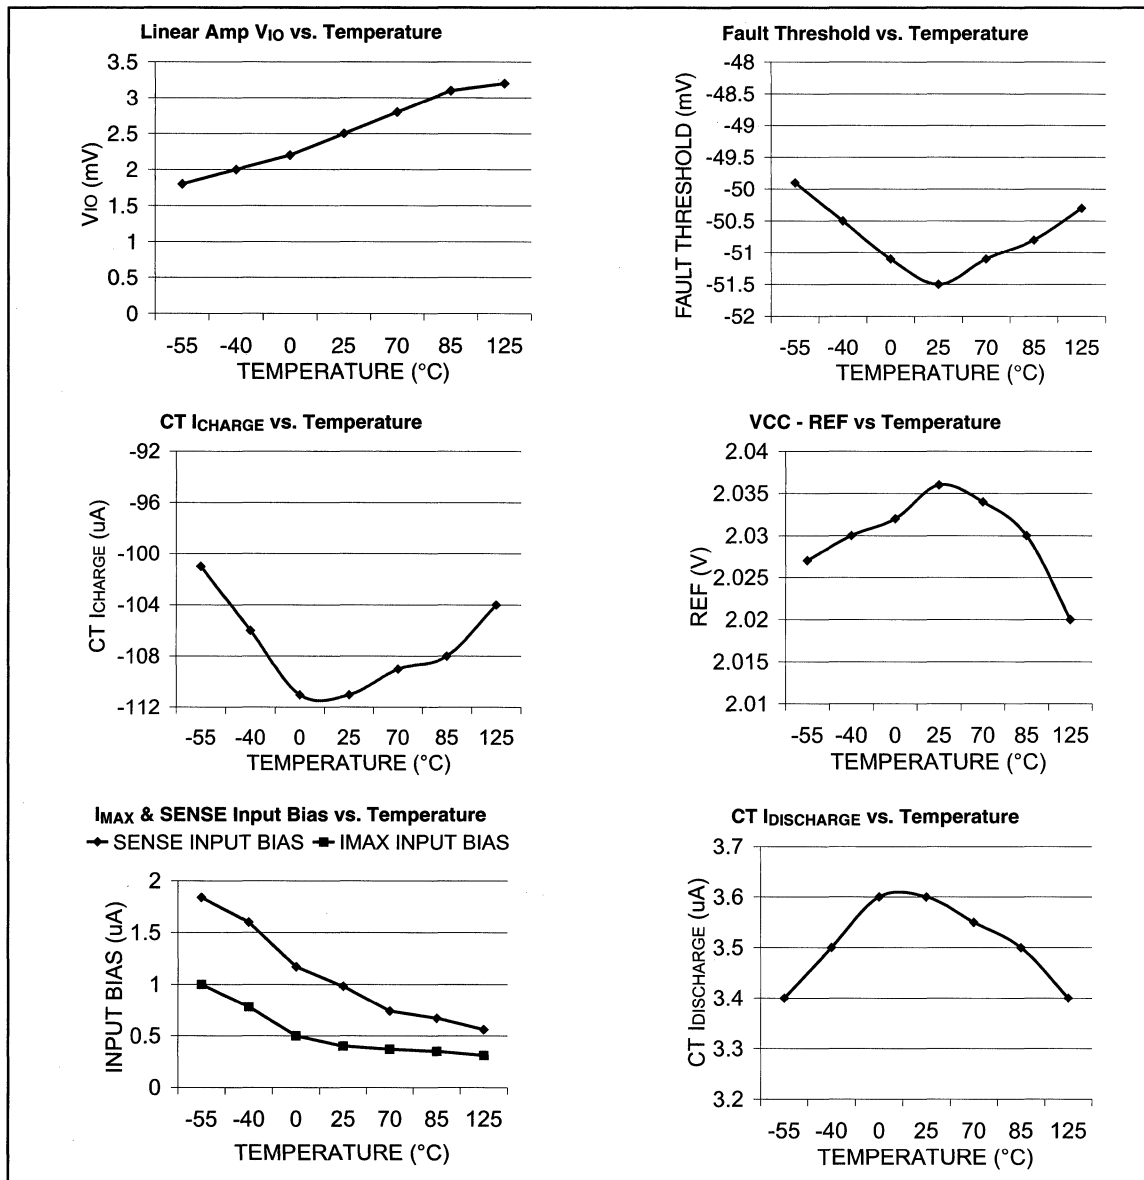 Linear Amp VIO vs. Temperature
3.5
3
2.5
2
1.5
1
0.5
0
VIO (mV)
-55 -40 0 25 70 85 125
TEMPERATURE (°C)
Fault Threshold vs. Temperature
-48
-48.5
-49
-49.5
-50
-50.5
-51
-51.5
-52
FAULT THRESHOLD (mV)
-55 -40 0 25 70 85 125
TEMPERATURE (°C)
CT ICHARGE vs. Temperature
-92
-96
-100
-104
-108
-112
CT ICHARGE (uA)
-55 -40 0 25 70 85 125
TEMPERATURE (°C)
VCC - REF vs Temperature
2.04
2.035
2.03
2.025
2.02
2.015
2.01
REF (V)
-55 -40 0 25 70 85 125
TEMPERATURE (°C)
IMAX & SENSE Input Bias vs. Temperature
SENSE INPUT BIAS IMAX INPUT BIAS
2
1.5
1
0.5
0
INPUT BIAS (uA)
-55 -40 0 25 70 85 125
TEMPERATURE (°C)
CT IDISCHARGE vs. Temperature
3.7
3.6
3.5
3.4
3.3
3.2
CT IDISCHARGE (uA)
-55 -40 0 25 70 85 125
TEMPERATURE (°C)